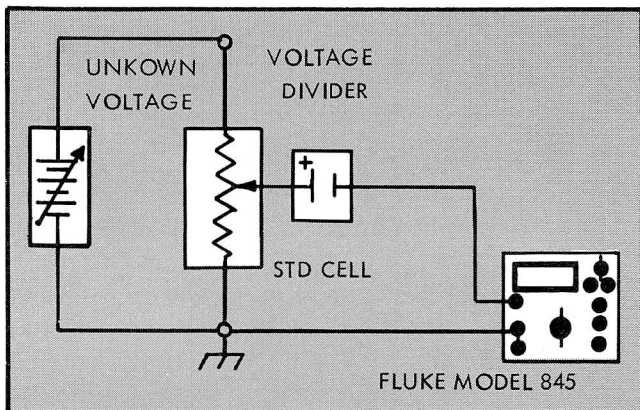 UNKOWN
VOLTAGE
VOLTAGE
DIVIDER
+
STD CELL
FLUKE MODEL 845